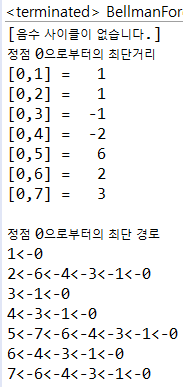 <terminated> BellmanFor
[음수 사이클이 없습니다.]
정점 0으로부터의 최단거리
[0,1] =   1
[0,2] =   1
[0,3] =  -1
[0,4] =  -2
[0,5] =   6
[0,6] =   2
[0,7] =   3
정점 0으로부터의 최단 경로
1<-0
2<-6<-4<-3<-1<-0
3<-1<-0
4<-3<-1<-0
5<-7<-6<-4<-3<-1<-0
6<-4<-3<-1<-0
7<-6<-4<-3<-1<-0